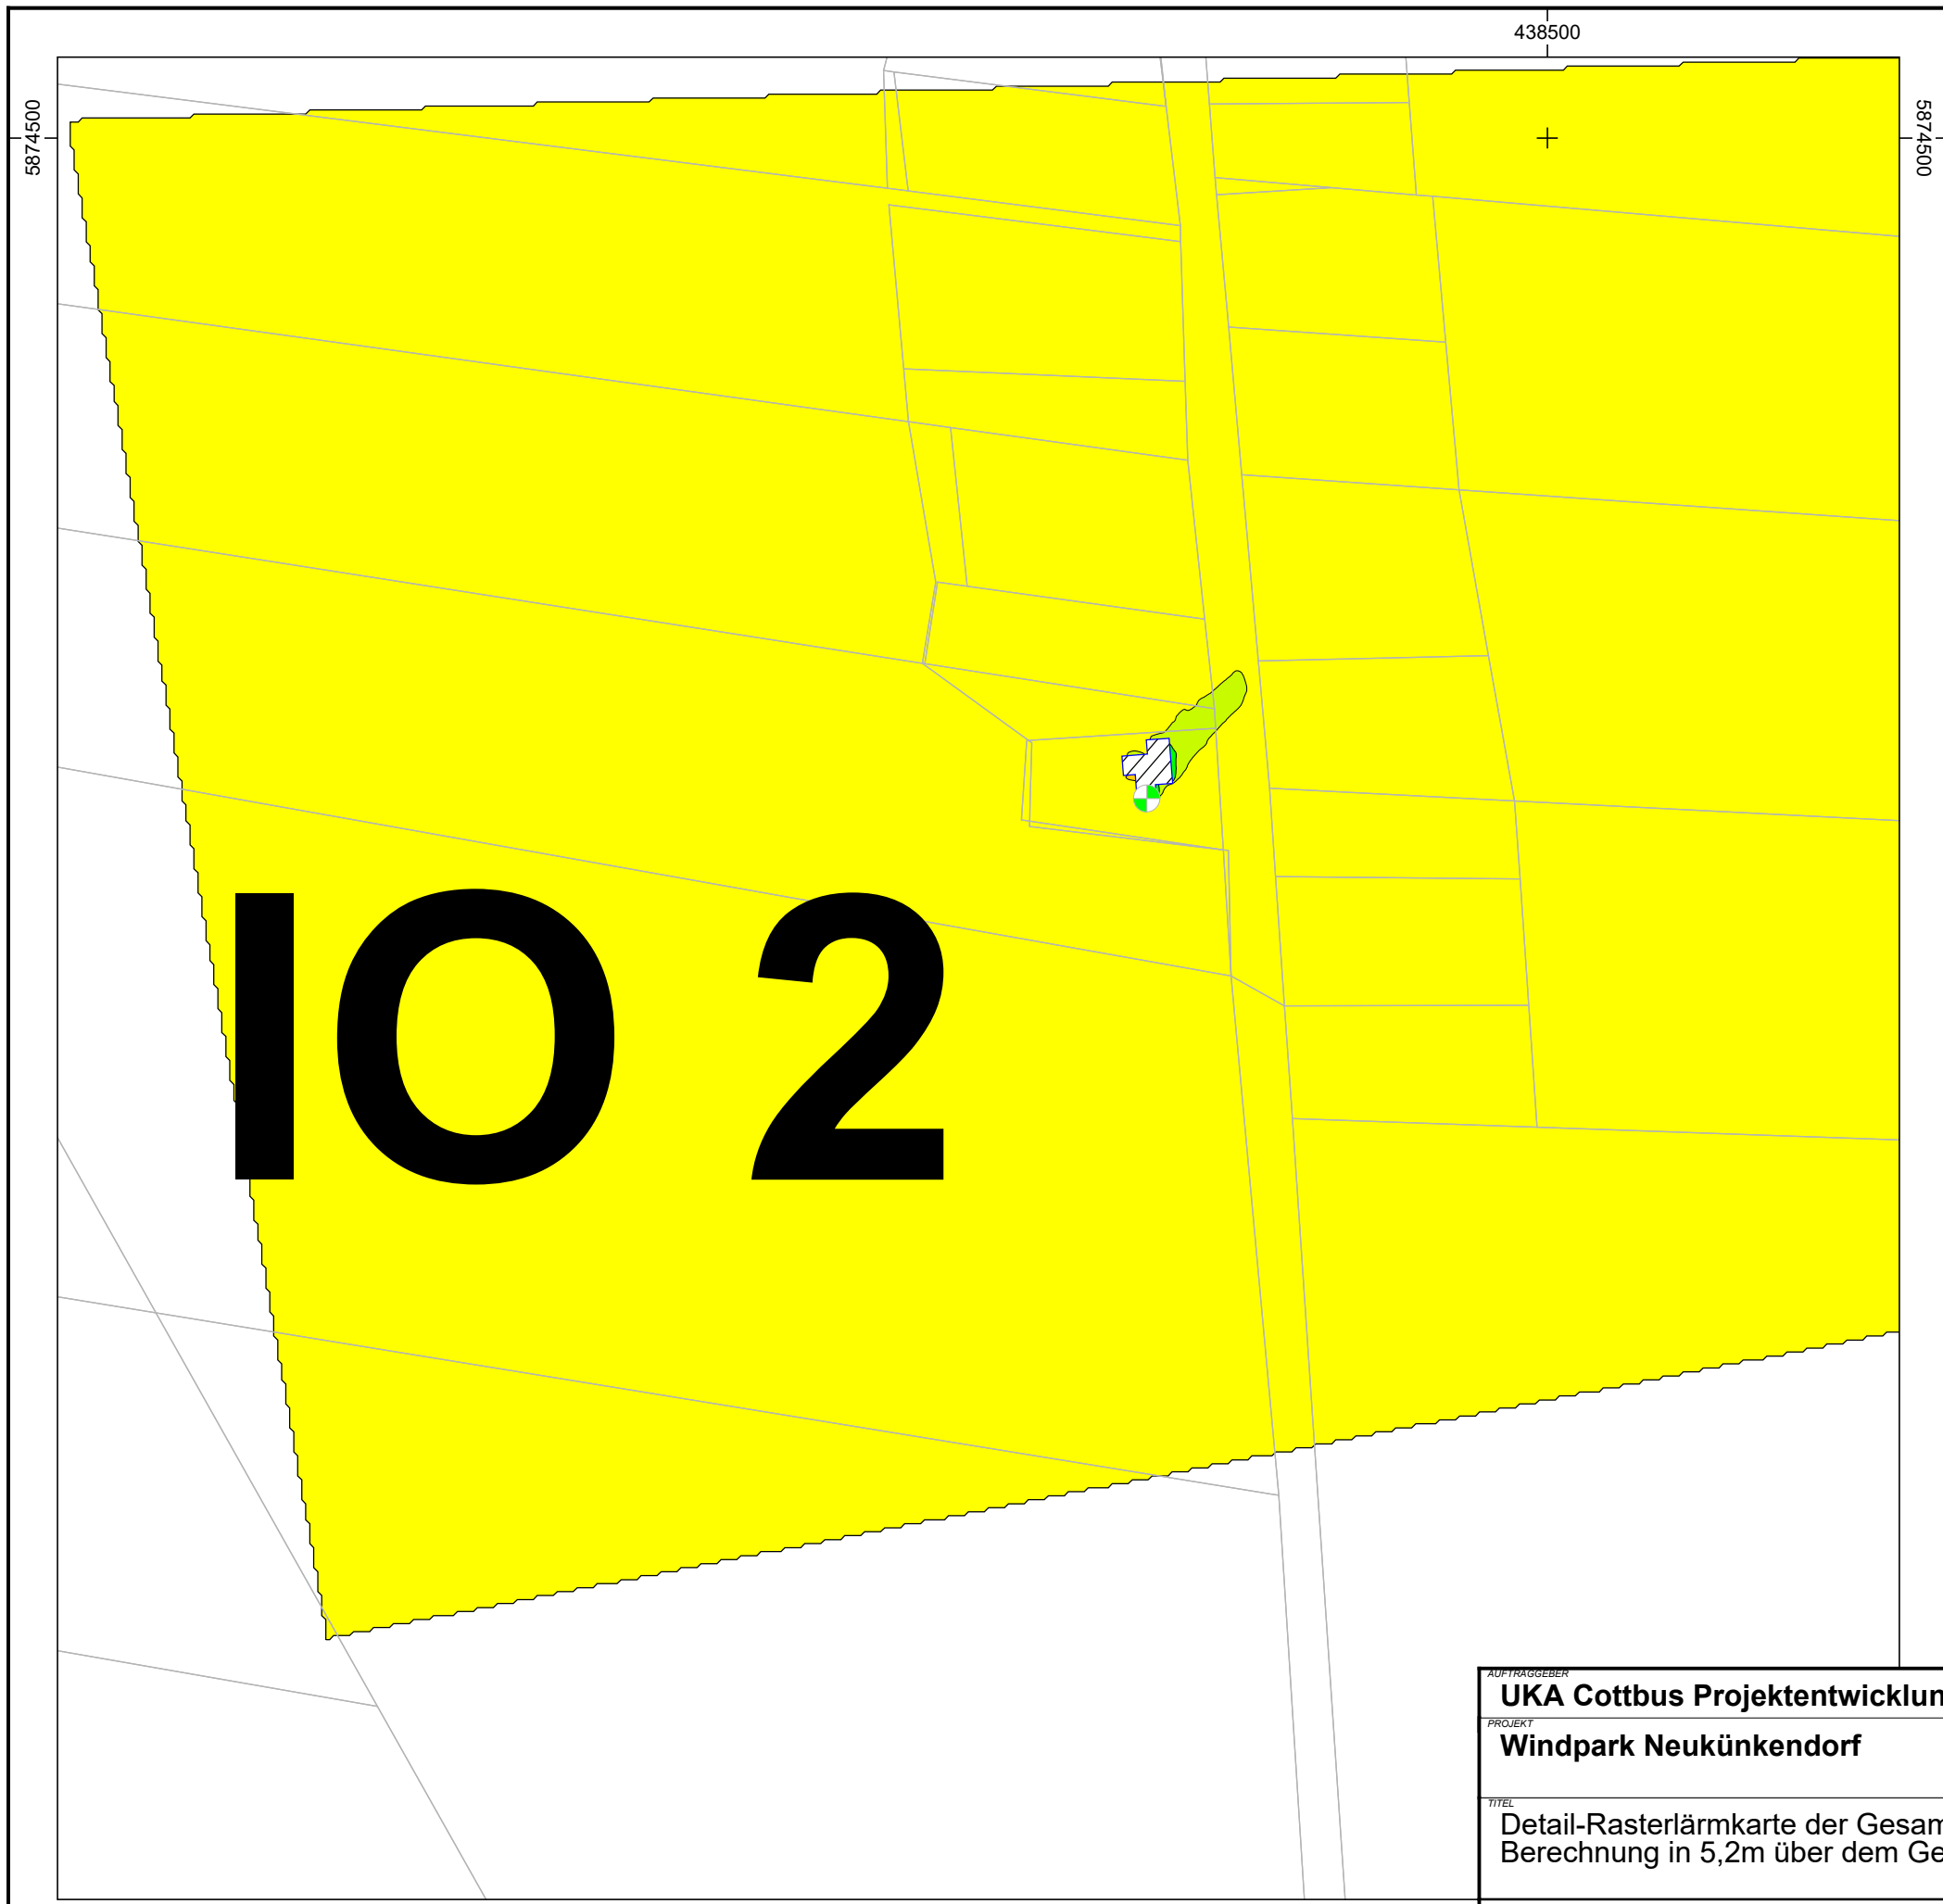 438500
5874500
5874500
IO 2
AUFTRAGGEBER
UKA Cottbus Projektentwicklun
PROJEKT
Windpark Neukünkendorf
TITEL
Detail-Rasterlärmkarte der Gesam
Berechnung in 5,2m über dem Ge